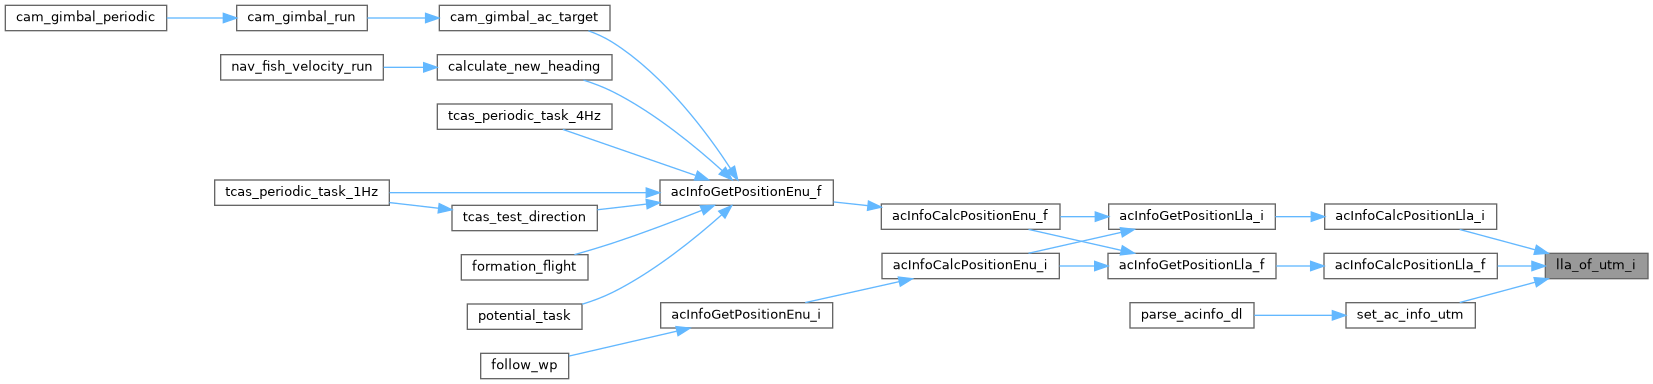 cam_gimbal_periodic
cam_gimbal_run
cam_gimbal_ac_target
nav_fish_velocity_run
calculate_new_heading
tcas_periodic_task_4Hz
tcas_periodic_task_1Hz
acInfoGetPositionEnu_f
tcas_test_direction
acInfoCalcPositionEnu_f
acInfoGetPositionLla_i
acInfoCalcPositionLla_i
formation_flight
acInfoCalcPositionEnu_i
acInfoGetPositionLla_f
acInfoCalcPositionLla_f
lla_of_utm_i
potential_task
acInfoGetPositionEnu_i
parse_acinfo_dl
set_ac_info_utm
follow_wp